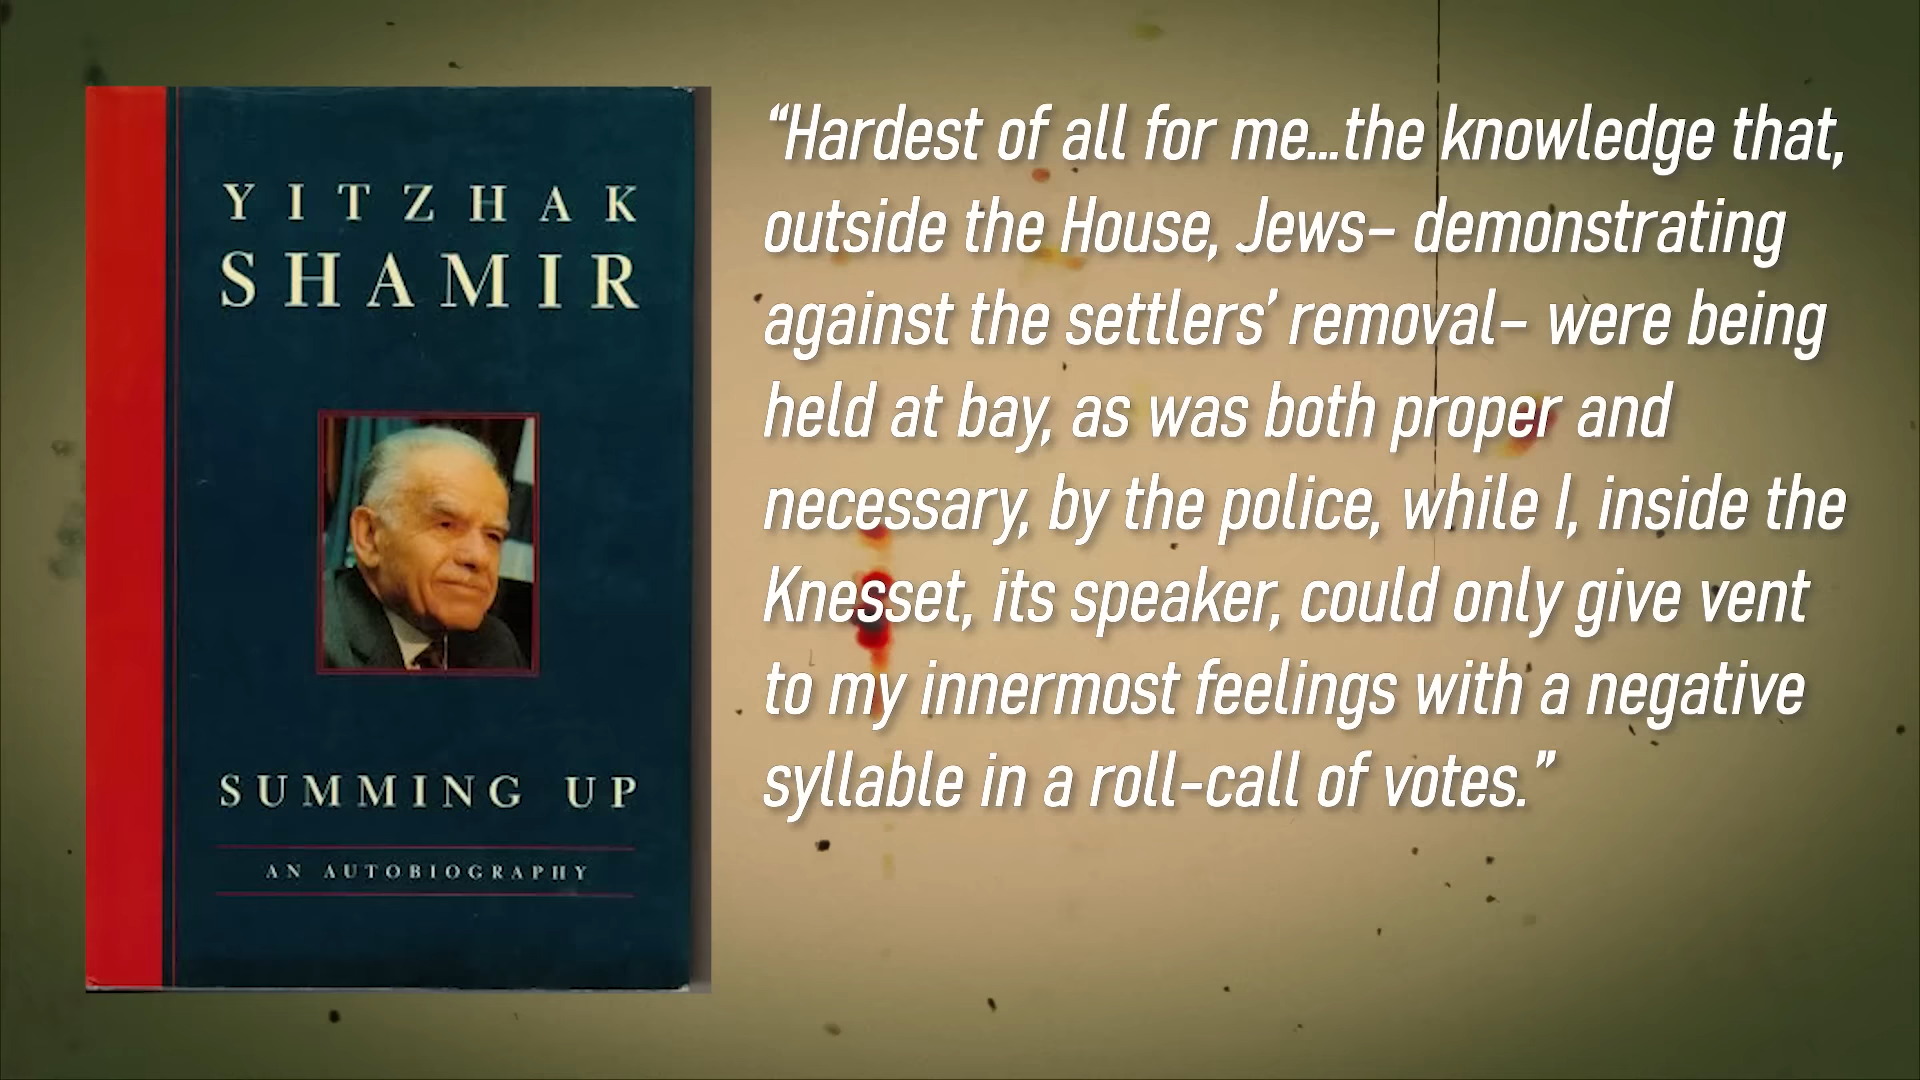 YITZHAK
SHAMIR
SUMMING UP
AN AUTOBIOGRAPHY
“Hardest of all for me...the knowledge that,
outside the House, Jews– demonstrating
against the settlers’ removal– were being
held at bay, as was both proper and
necessary, by the police, while I, inside the
Knesset, its speaker, could only give vent
to my innermost feelings with a negative
syllable in a roll-call of votes.”